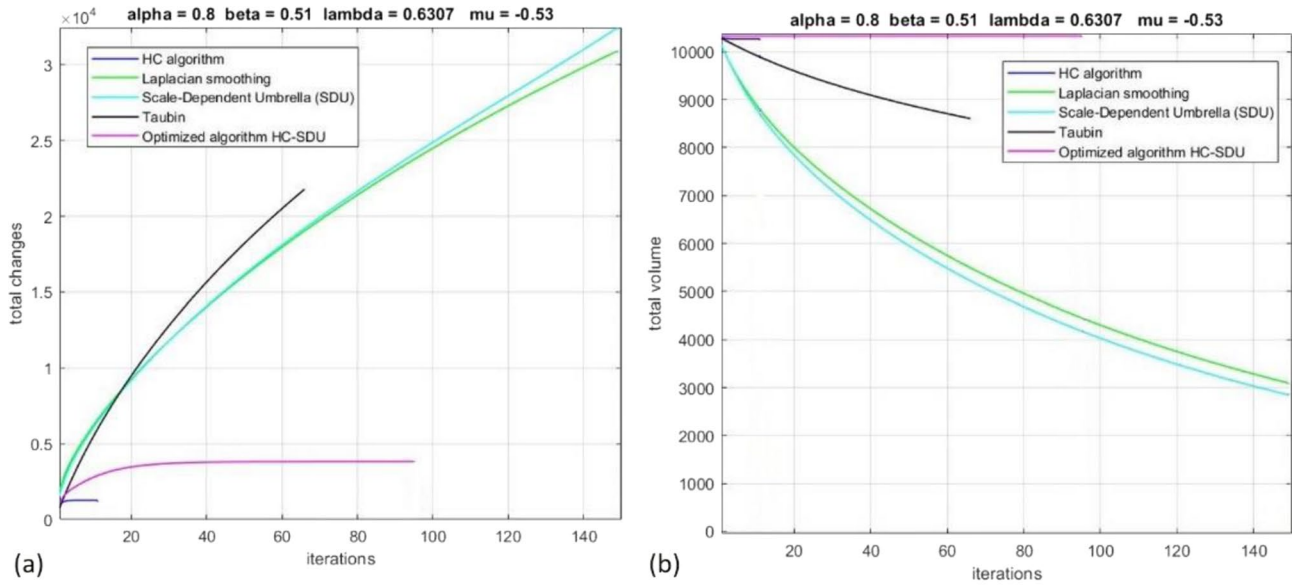 alpha = 0.8 beta = 0.51 lambda = 0.6307 mu = -0.53
×10⁴
HC algorithm
Laplacian smoothing
Scale-Dependent Umbrella (SDU)
Taubin
Optimized algorithm HC-SDU
total changes
3
2.5
2
1.5
1
0.5
0
20 40 60 80 100 120 140
iterations
(a)
alpha = 0.8 beta = 0.51 lambda = 0.6307 mu = -0.53
HC algorithm
Laplacian smoothing
Scale-Dependent Umbrella (SDU)
Taubin
Optimized algorithm HC-SDU
total volume
10000
9000
8000
7000
6000
5000
4000
3000
2000
1000
0
20 40 60 80 100 120 140
iterations
(b)